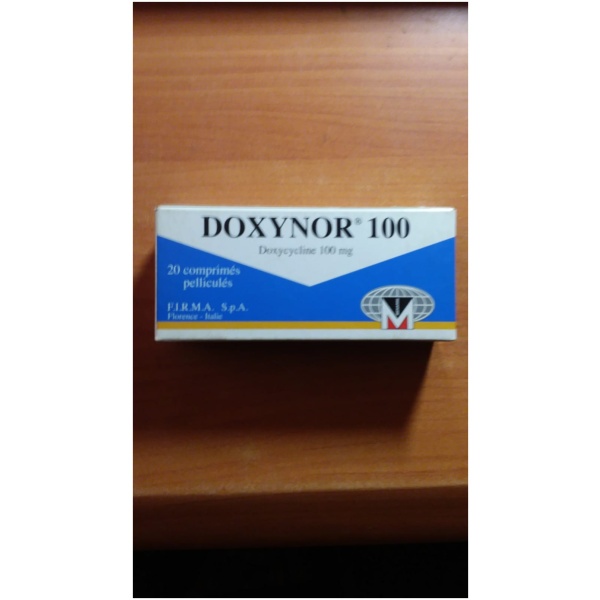 DOXYNOR® 100
Doxycycline 100 mg
20 comprimés
pelliculés
F.I.R.M.A. S.p.A.
Florence - Italie
M